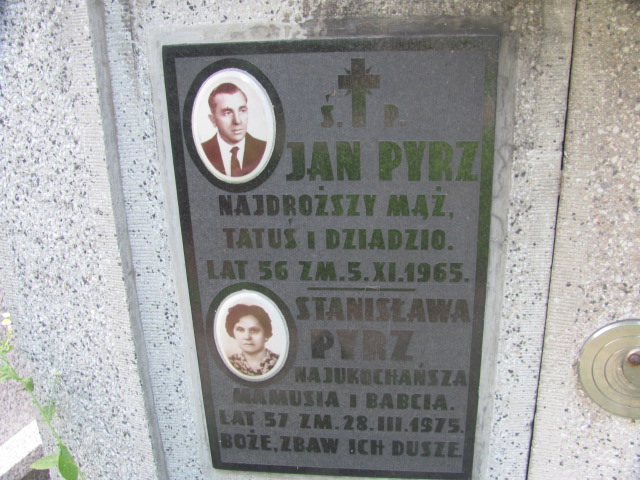 Ś. P.
JAN PYRZ
NAJDROŻSZY MĄŻ,
TATUŚ i DZIADZIO.
LAT 56 ZM. 5. XI. 1965.
STANISŁAWA
PYRZ
NAJUKOCHAŃSZA
MAMUSIA i BABCIA.
LAT 57 ZM. 28. III. 1975.
BOŻE, ZBAW ICH DUSZE.